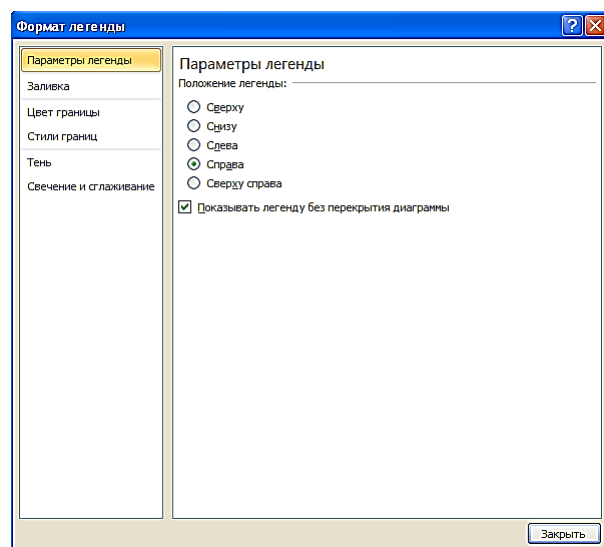 Формат легенды
Параметры легенды
Заливка
Цвет границы
Стили границ
Тень
Свечение и сглаживание
Параметры легенды
Положение легенды:
Сверху
Снизу
Слева
Справа
Сверху справа
Показывать легенду без перекрытия диаграммы
Закрыть